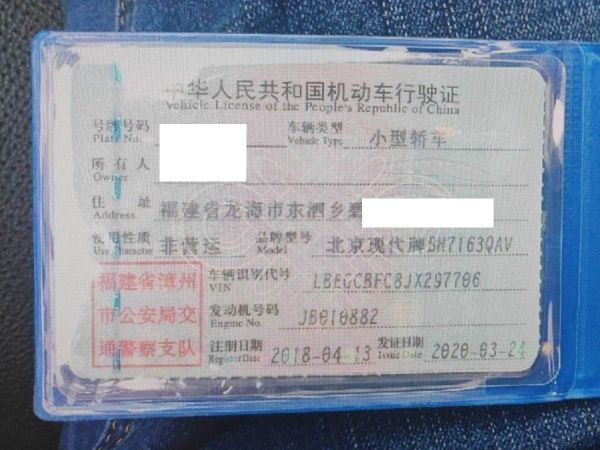 中华人民共和国机动车行驶证
Vehicle License of the People's Republic of China
号牌号码 车辆类型 小型轿车
Plate No. Vehicle Type
所有人
Owner
住址 福建省龙海市东泗乡碧
Address
使用性质 非营运 品牌型号 北京现代牌BH7163QAV
Use Character Model
福建省漳州
市公安局交
通警察支队
车辆识别代号 LBEGCBFC8JX297706
VIN
发动机号码 JB010882
Engine No.
注册日期 2018-04-13 发证日期 2020-03-24
Register Date Issue Date